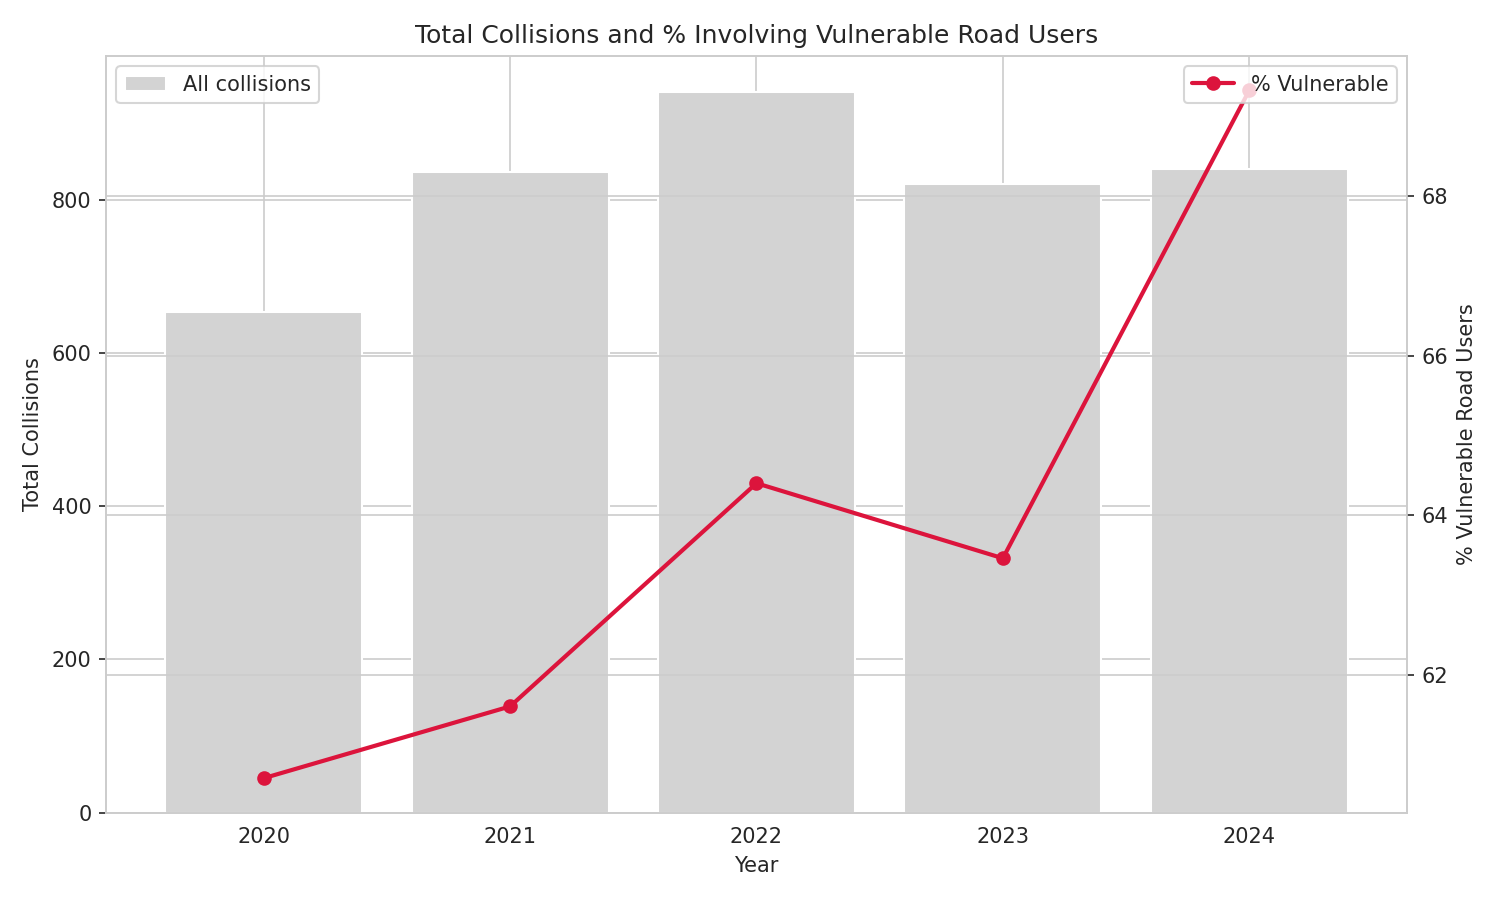 Total Collisions and % Involving Vulnerable Road Users
All collisions
% Vulnerable
Total Collisions
800
600
400
200
0
68
66
64
62
% Vulnerable Road Users
2020
2021
2022
2023
2024
Year